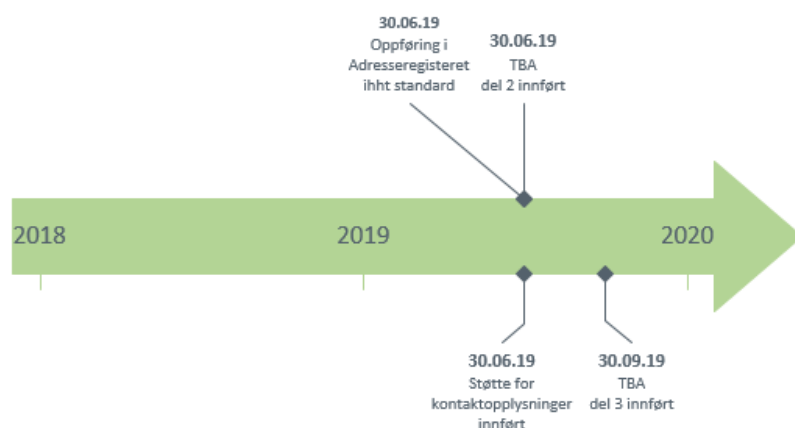 30.06.19
Oppføring i
Adresseregisteret
ihht standard
30.06.19
TBA
del 2 innført
2018
2019
2020
30.06.19
Støtte for
kontaktopplysninger
innført
30.09.19
TBA
del 3 innført